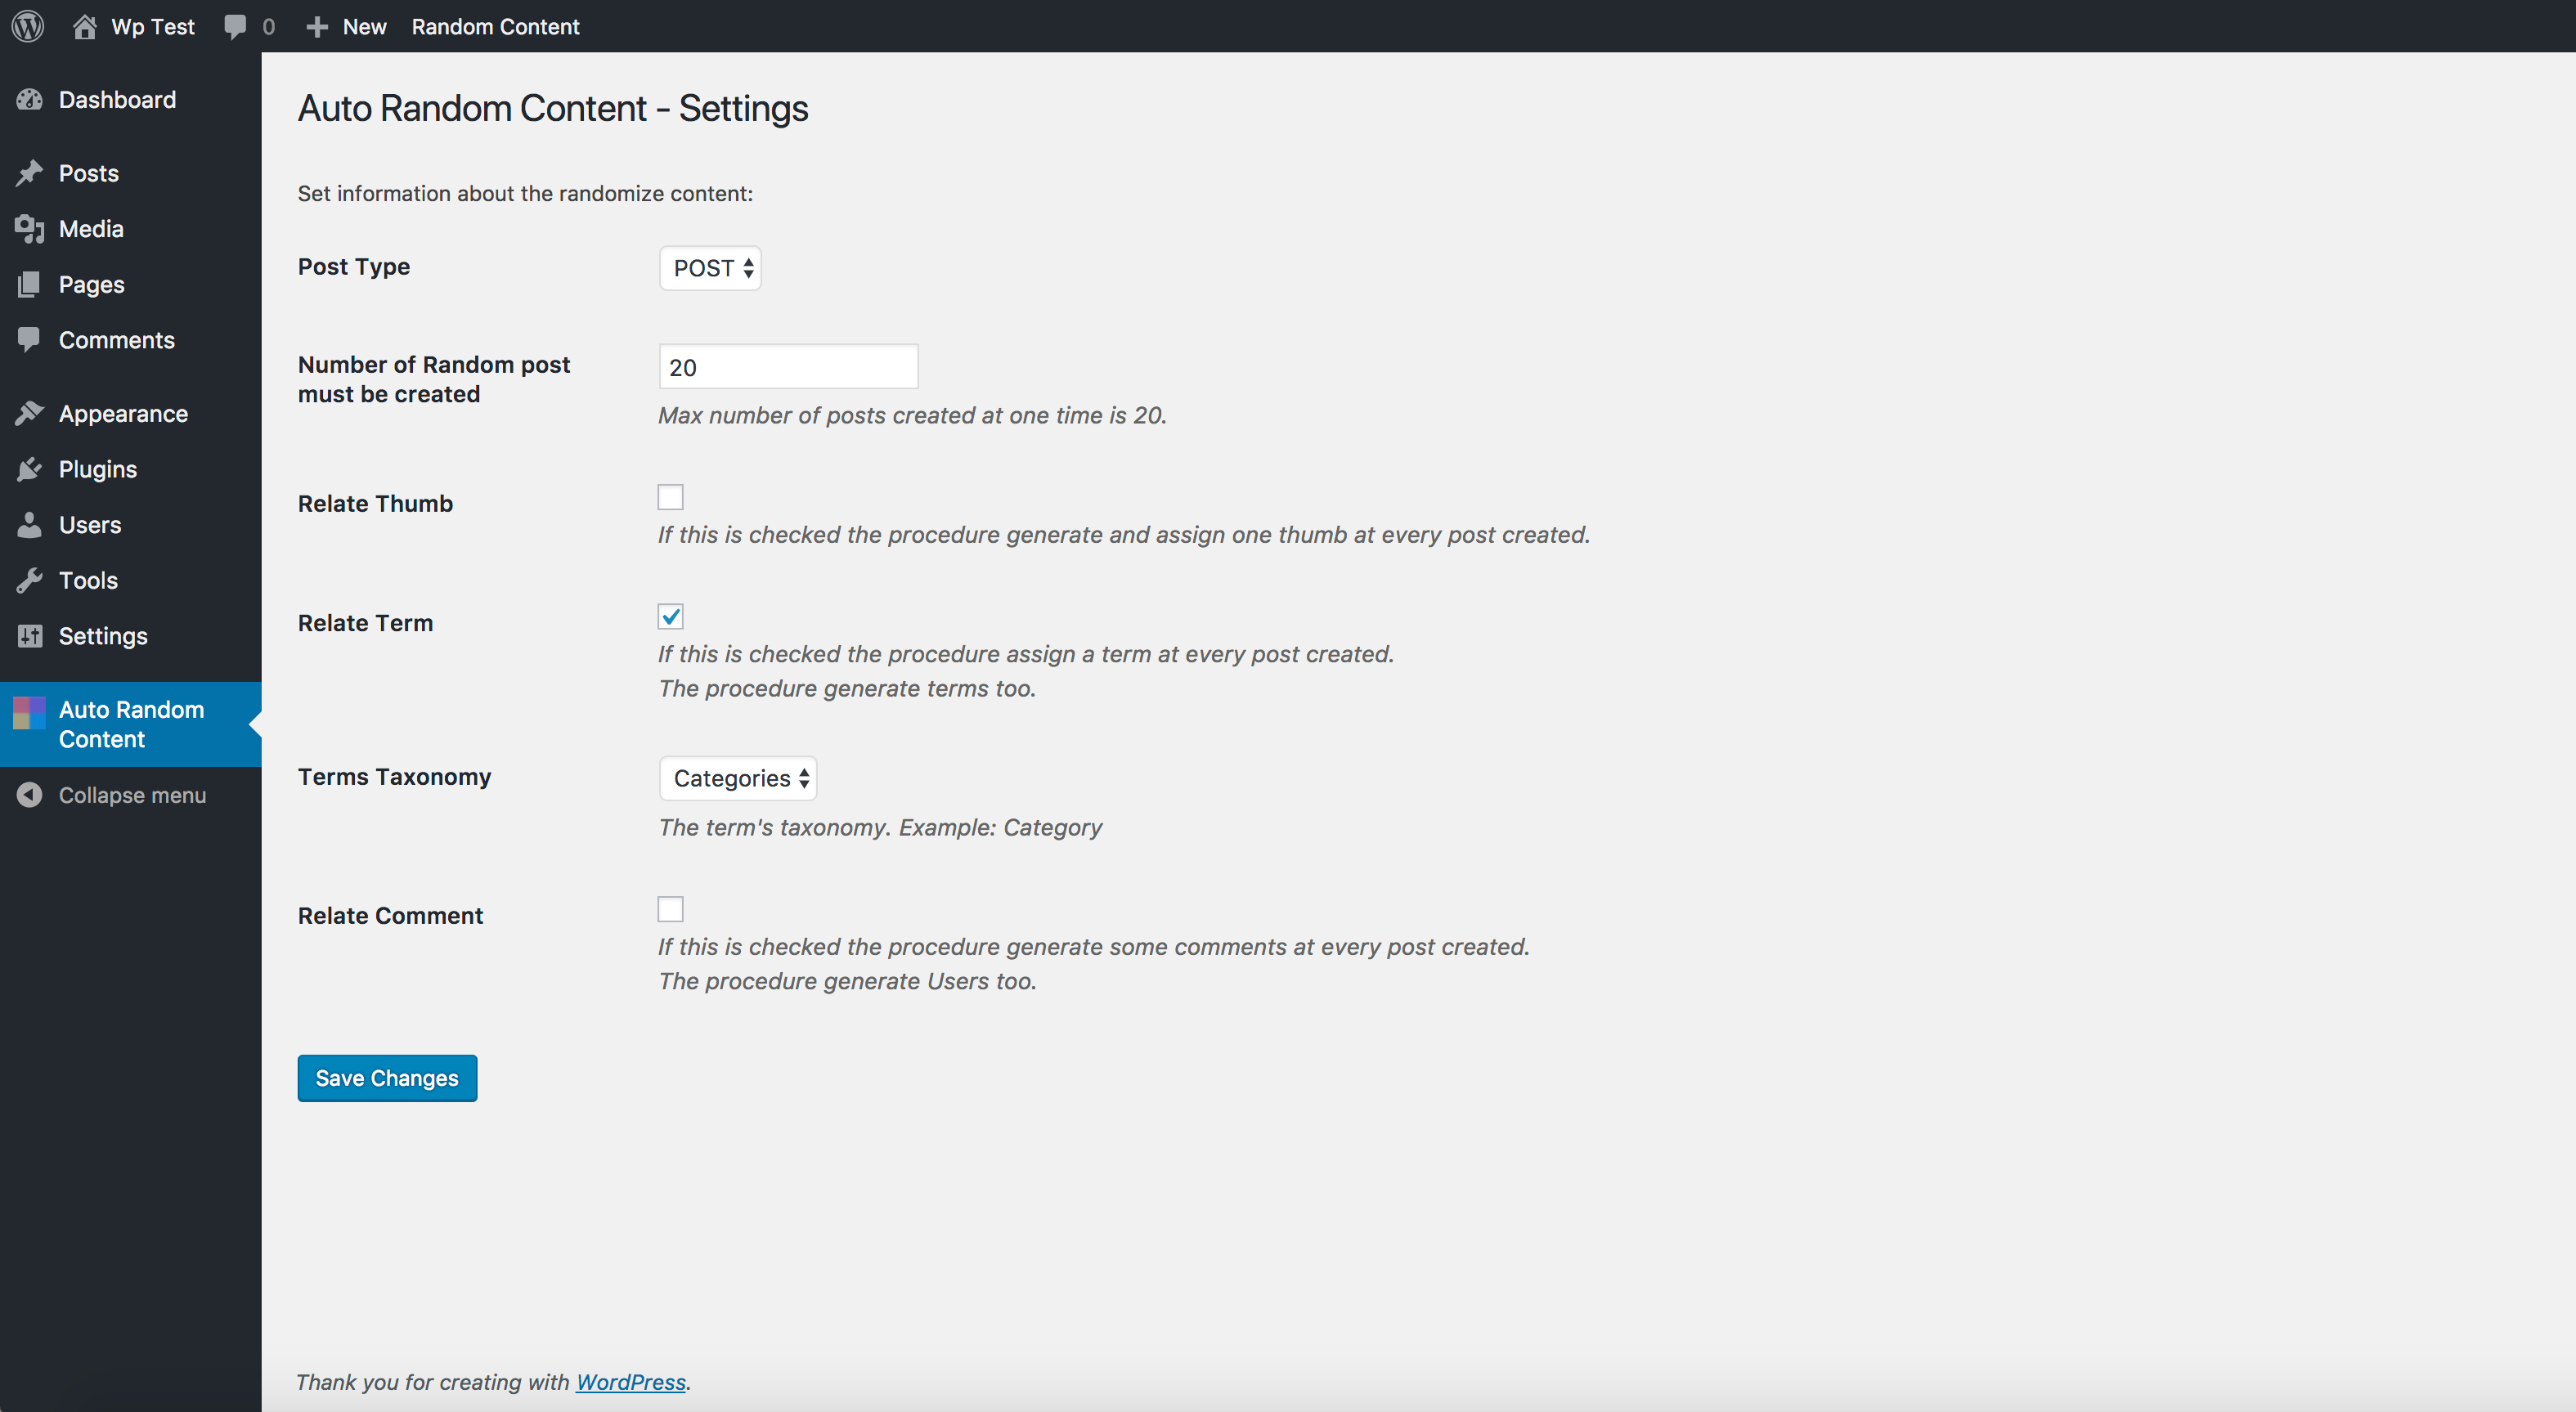 Wp Test 0 New Random Content
Dashboard
Posts
Media
Pages
Comments
Appearance
Plugins
Users
Tools
Settings
Auto Random
Content
Collapse menu
Auto Random Content - Settings
Set information about the randomize content:
Post Type POST
Number of Random post
must be created
20
Max number of posts created at one time is 20.
Relate Thumb
If this is checked the procedure generate and assign one thumb at every post created.
Relate Term
If this is checked the procedure assign a term at every post created.
The procedure generate terms too.
Terms Taxonomy Categories
The term's taxonomy. Example: Category
Relate Comment
If this is checked the procedure generate some comments at every post created.
The procedure generate Users too.
Save Changes
Thank you for creating with WordPress.